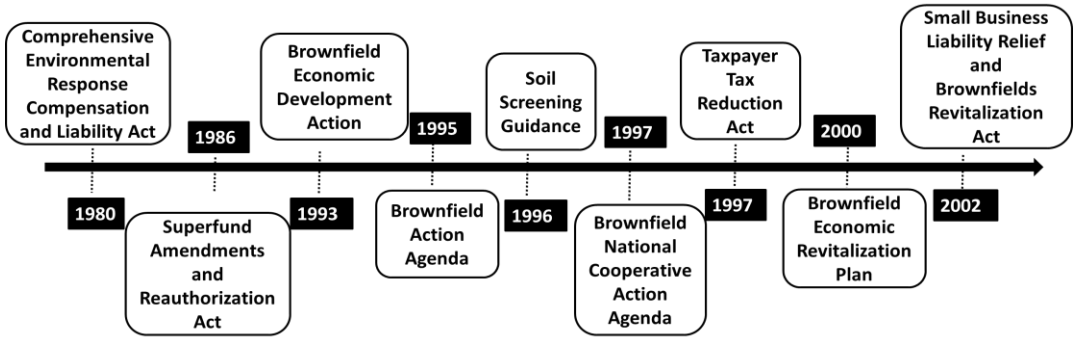 Comprehensive
Environmental
Response
Compensation
and Liability Act
1980
1986
Superfund
Amendments
and
Reauthorization
Act
Brownfield
Economic
Development
Action
1993
1995
Brownfield
Action
Agenda
Soil
Screening
Guidance
1996
1997
Brownfield
National
Cooperative
Action
Agenda
Taxpayer
Tax
Reduction
Act
1997
2000
Brownfield
Economic
Revitalization
Plan
Small Business
Liability Relief
and
Brownfields
Revitalization
Act
2002